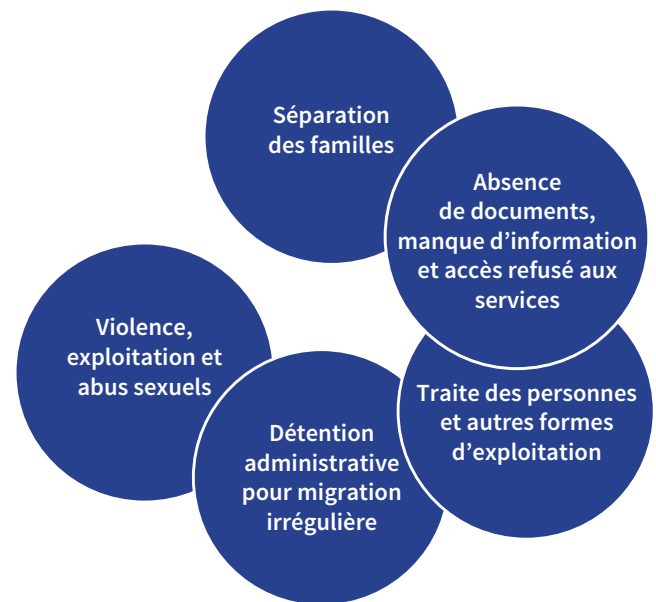 Séparation
des familles
Absence
de documents,
manque d’information
et accès refusé aux
services
Violence,
exploitation et
abus sexuels
Traite des personnes
et autres formes
d’exploitation
Détention
administrative
pour migration
irrégulière